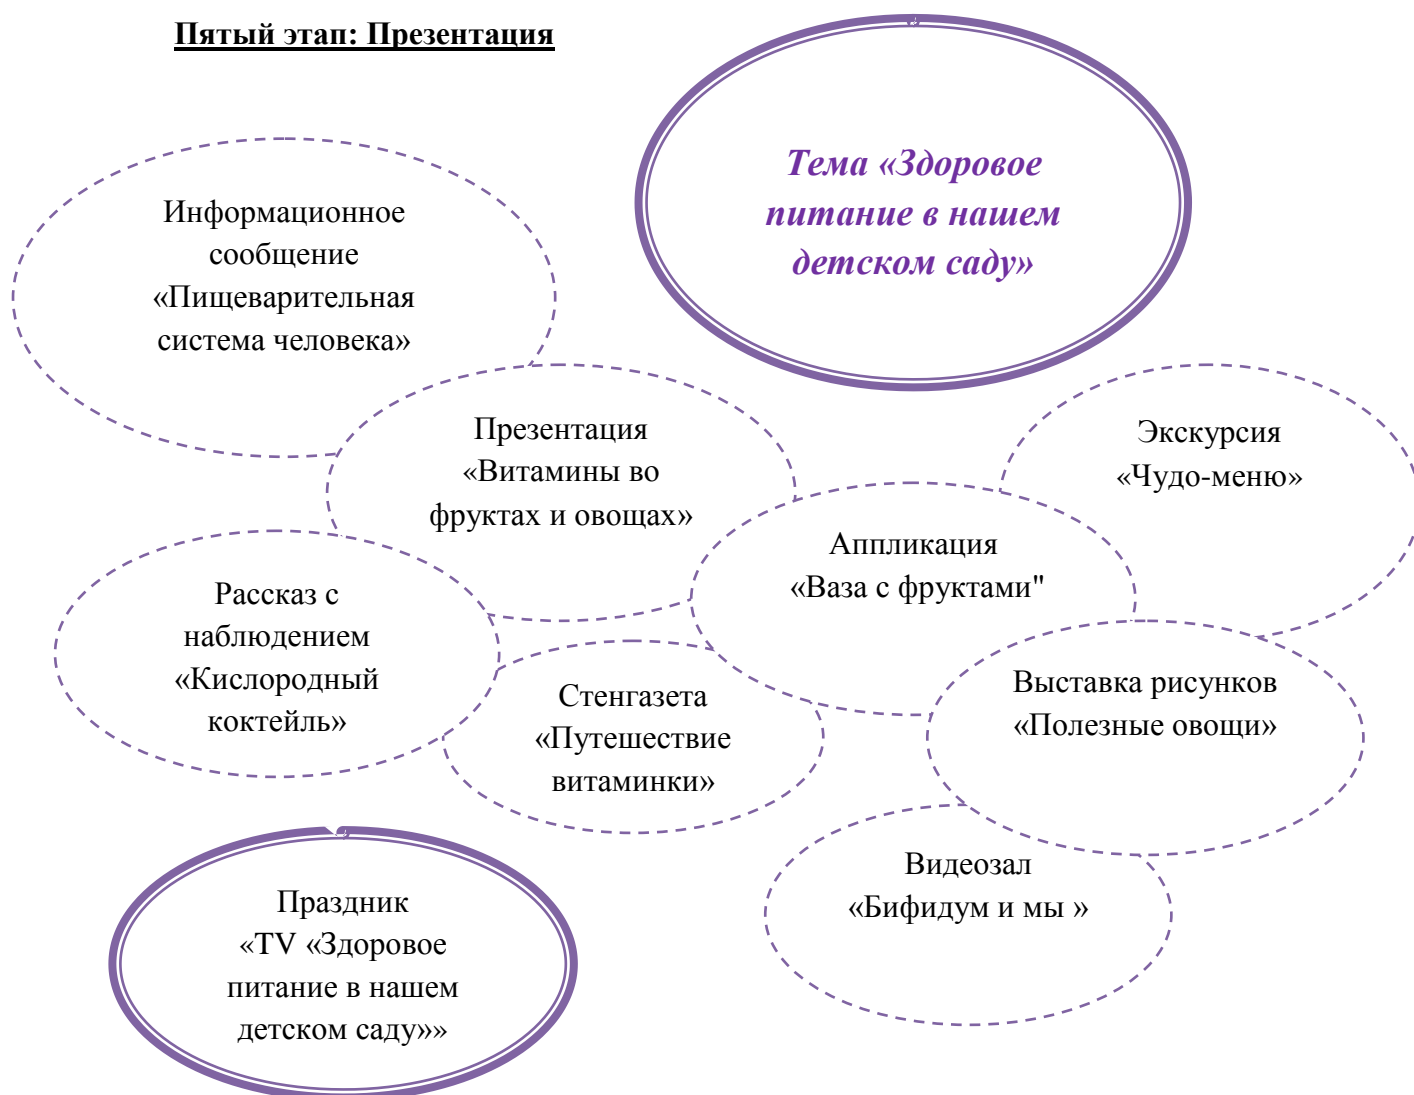 Пятый этап: Презентация
Тема «Здоровое
питание в нашем
детском саду»
Информационное
сообщение
«Пищеварительная
система человека»
Презентация
«Витамины во
фруктах и овощах»
Экскурсия
«Чудо-меню»
Аппликация
«Ваза с фруктами"
Рассказ с
наблюдением
«Кислородный
коктейль»
Стенгазета
«Путешествие
витаминки»
Выставка рисунков
«Полезные овощи»
Видеозал
«Бифидум и мы »
Праздник
«TV «Здоровое
питание в нашем
детском саду»»